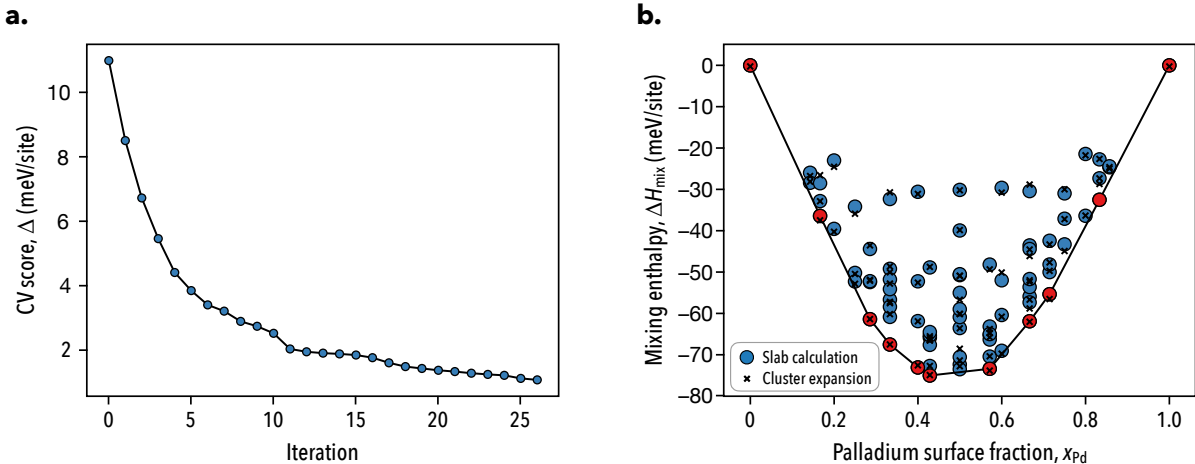 a.
CV score, Δ (meV/site)
10
8
6
4
2
0 5 10 15 20 25
Iteration
b.
Mixing enthalpy, ΔHmix (meV/site)
0
−10
−20
−30
−40
−50
−60
−70
−80
Slab calculation
Cluster expansion
0 0.2 0.4 0.6 0.8 1.0
Palladium surface fraction, xPd